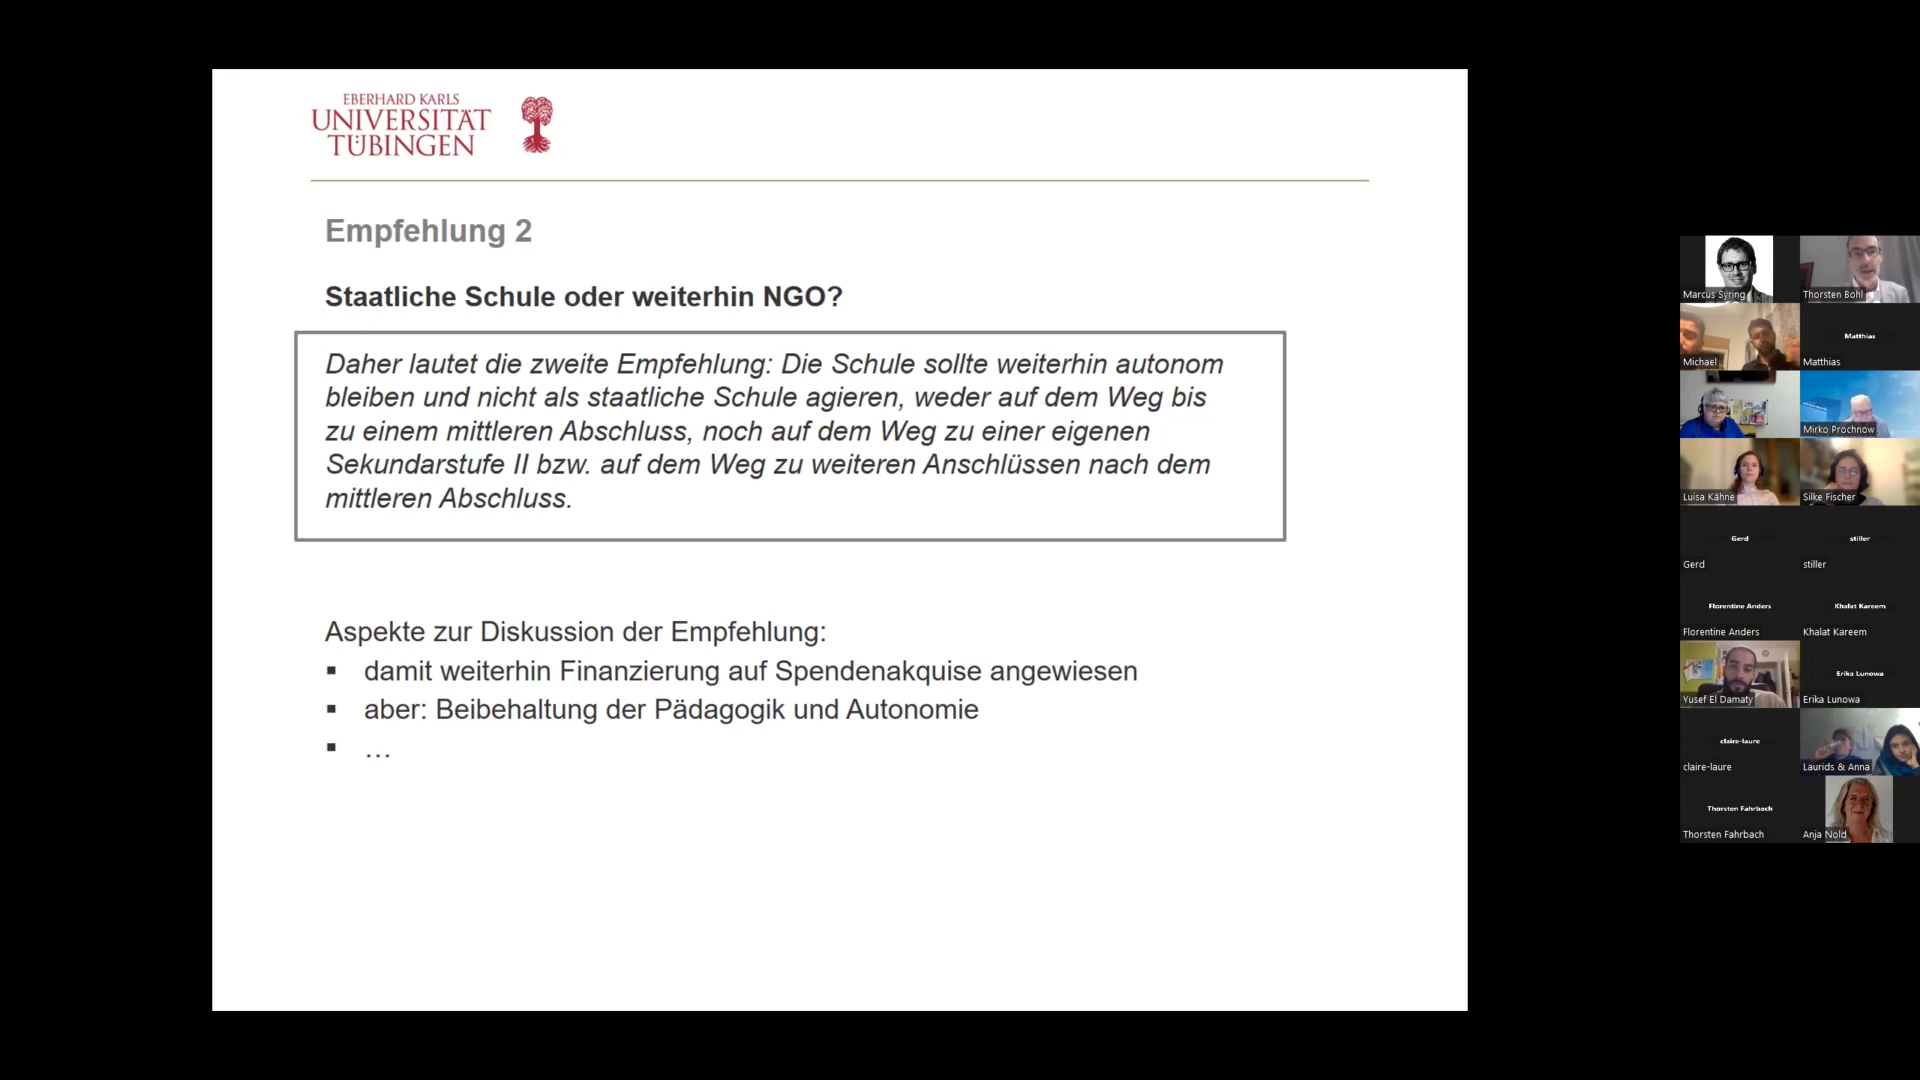 EBERHARD KARLS
UNIVERSITÄT
TÜBINGEN
Empfehlung 2
Staatliche Schule oder weiterhin NGO?
Daher lautet die zweite Empfehlung: Die Schule sollte weiterhin autonom
bleiben und nicht als staatliche Schule agieren, weder auf dem Weg bis
zu einem mittleren Abschluss, noch auf dem Weg zu einer eigenen
Sekundarstufe II bzw. auf dem Weg zu weiteren Anschlüssen nach dem
mittleren Abschluss.
Aspekte zur Diskussion der Empfehlung:
▪ damit weiterhin Finanzierung auf Spendenakquise angewiesen
▪ aber: Beibehaltung der Pädagogik und Autonomie
▪ …
Marcus Syring
Thorsten Bohl
Michael
Matthias
Matthias
Mirko Prochnow
Luisa Kähne
Silke Fischer
Gerd
Gerd
stiller
stiller
Florentine Anders
Florentine Anders
Khalat Kareem
Khalat Kareem
Yusef El Damaty
Erika Lunowa
Erika Lunowa
claire-laure
claire-laure
Laurids & Anna
Thorsten Fahrbach
Thorsten Fahrbach
Anja Nold